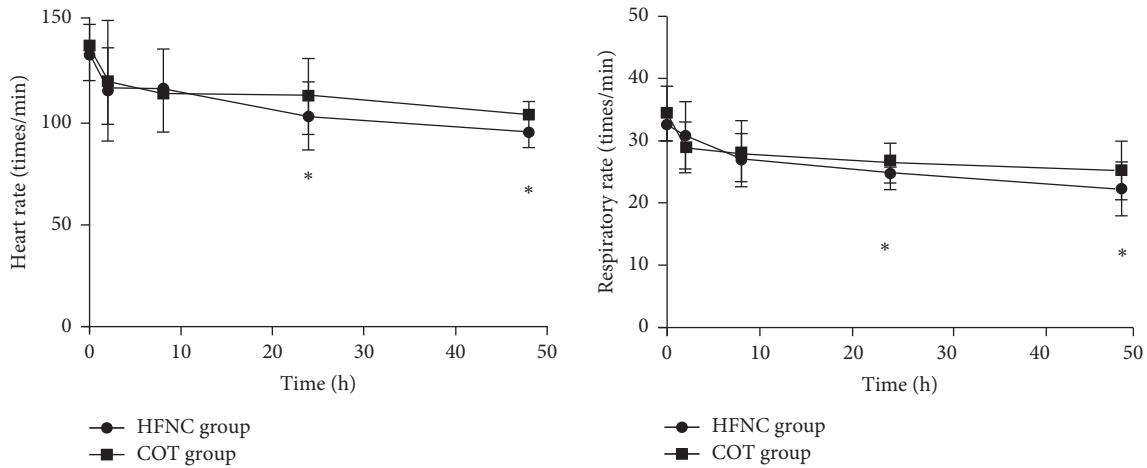 Heart rate (times/min)
150
100
50
0
*
*
0 10 20 30 40 50
Time (h)
HFNC group
COT group
Respiratory rate (times/min)
50
40
30
20
10
0
*
*
0 10 20 30 40 50
Time (h)
HFNC group
COT group